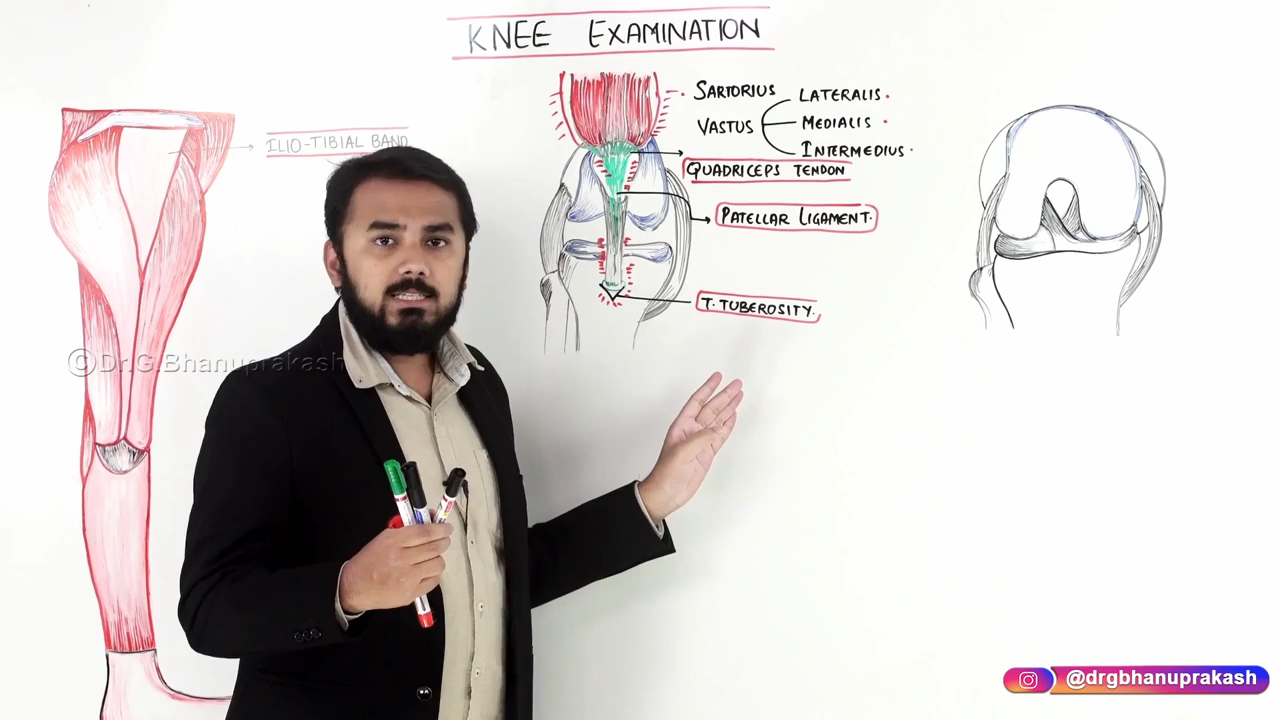 KNEE EXAMINATION
SARTORIUS
VASTUS
LATERALIS.
MEDIALIS.
INTERMEDIUS.
QUADRICEPS TENDON
PATELLAR LIGAMENT.
T. TUBEROSITY.
ILIO-TIBIAL BAND
©Dr.G.Bhanuprakash
@drgbhanuprakash